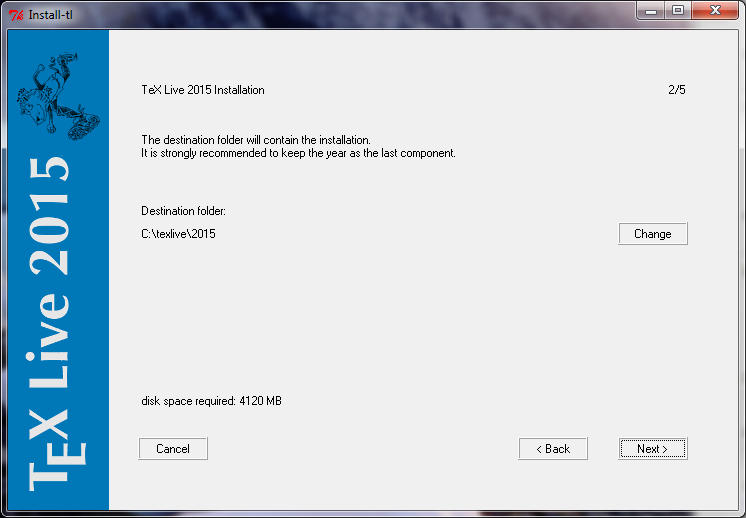 Install-tl
TeX Live 2015
TeX Live 2015 Installation
2/5
The destination folder will contain the installation.
It is strongly recommended to keep the year as the last component.
Destination folder:
C:\texlive\2015
Change
disk space required: 4120 MB
Cancel
< Back
Next >